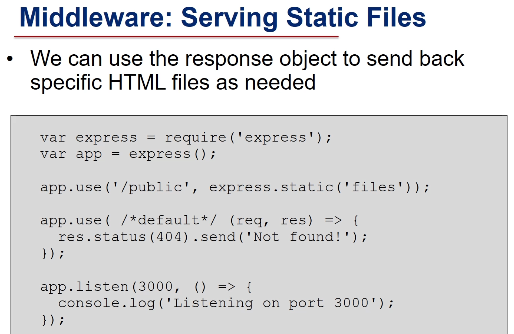 Middleware: Serving Static Files
• We can use the response object to send back
specific HTML files as needed
var express = require('express');
var app = express();
app.use('/public', express.static('files'));
app.use( /*default*/ (req, res) => {
res.status(404).send('Not found!');
});
app.listen(3000, () => {
console.log('Listening on port 3000');
});